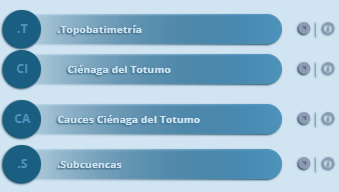 .T .Topobatimetría
CI Ciénaga del Totumo
CA Cauces Ciénaga del Totumo
.S .Subcuencas